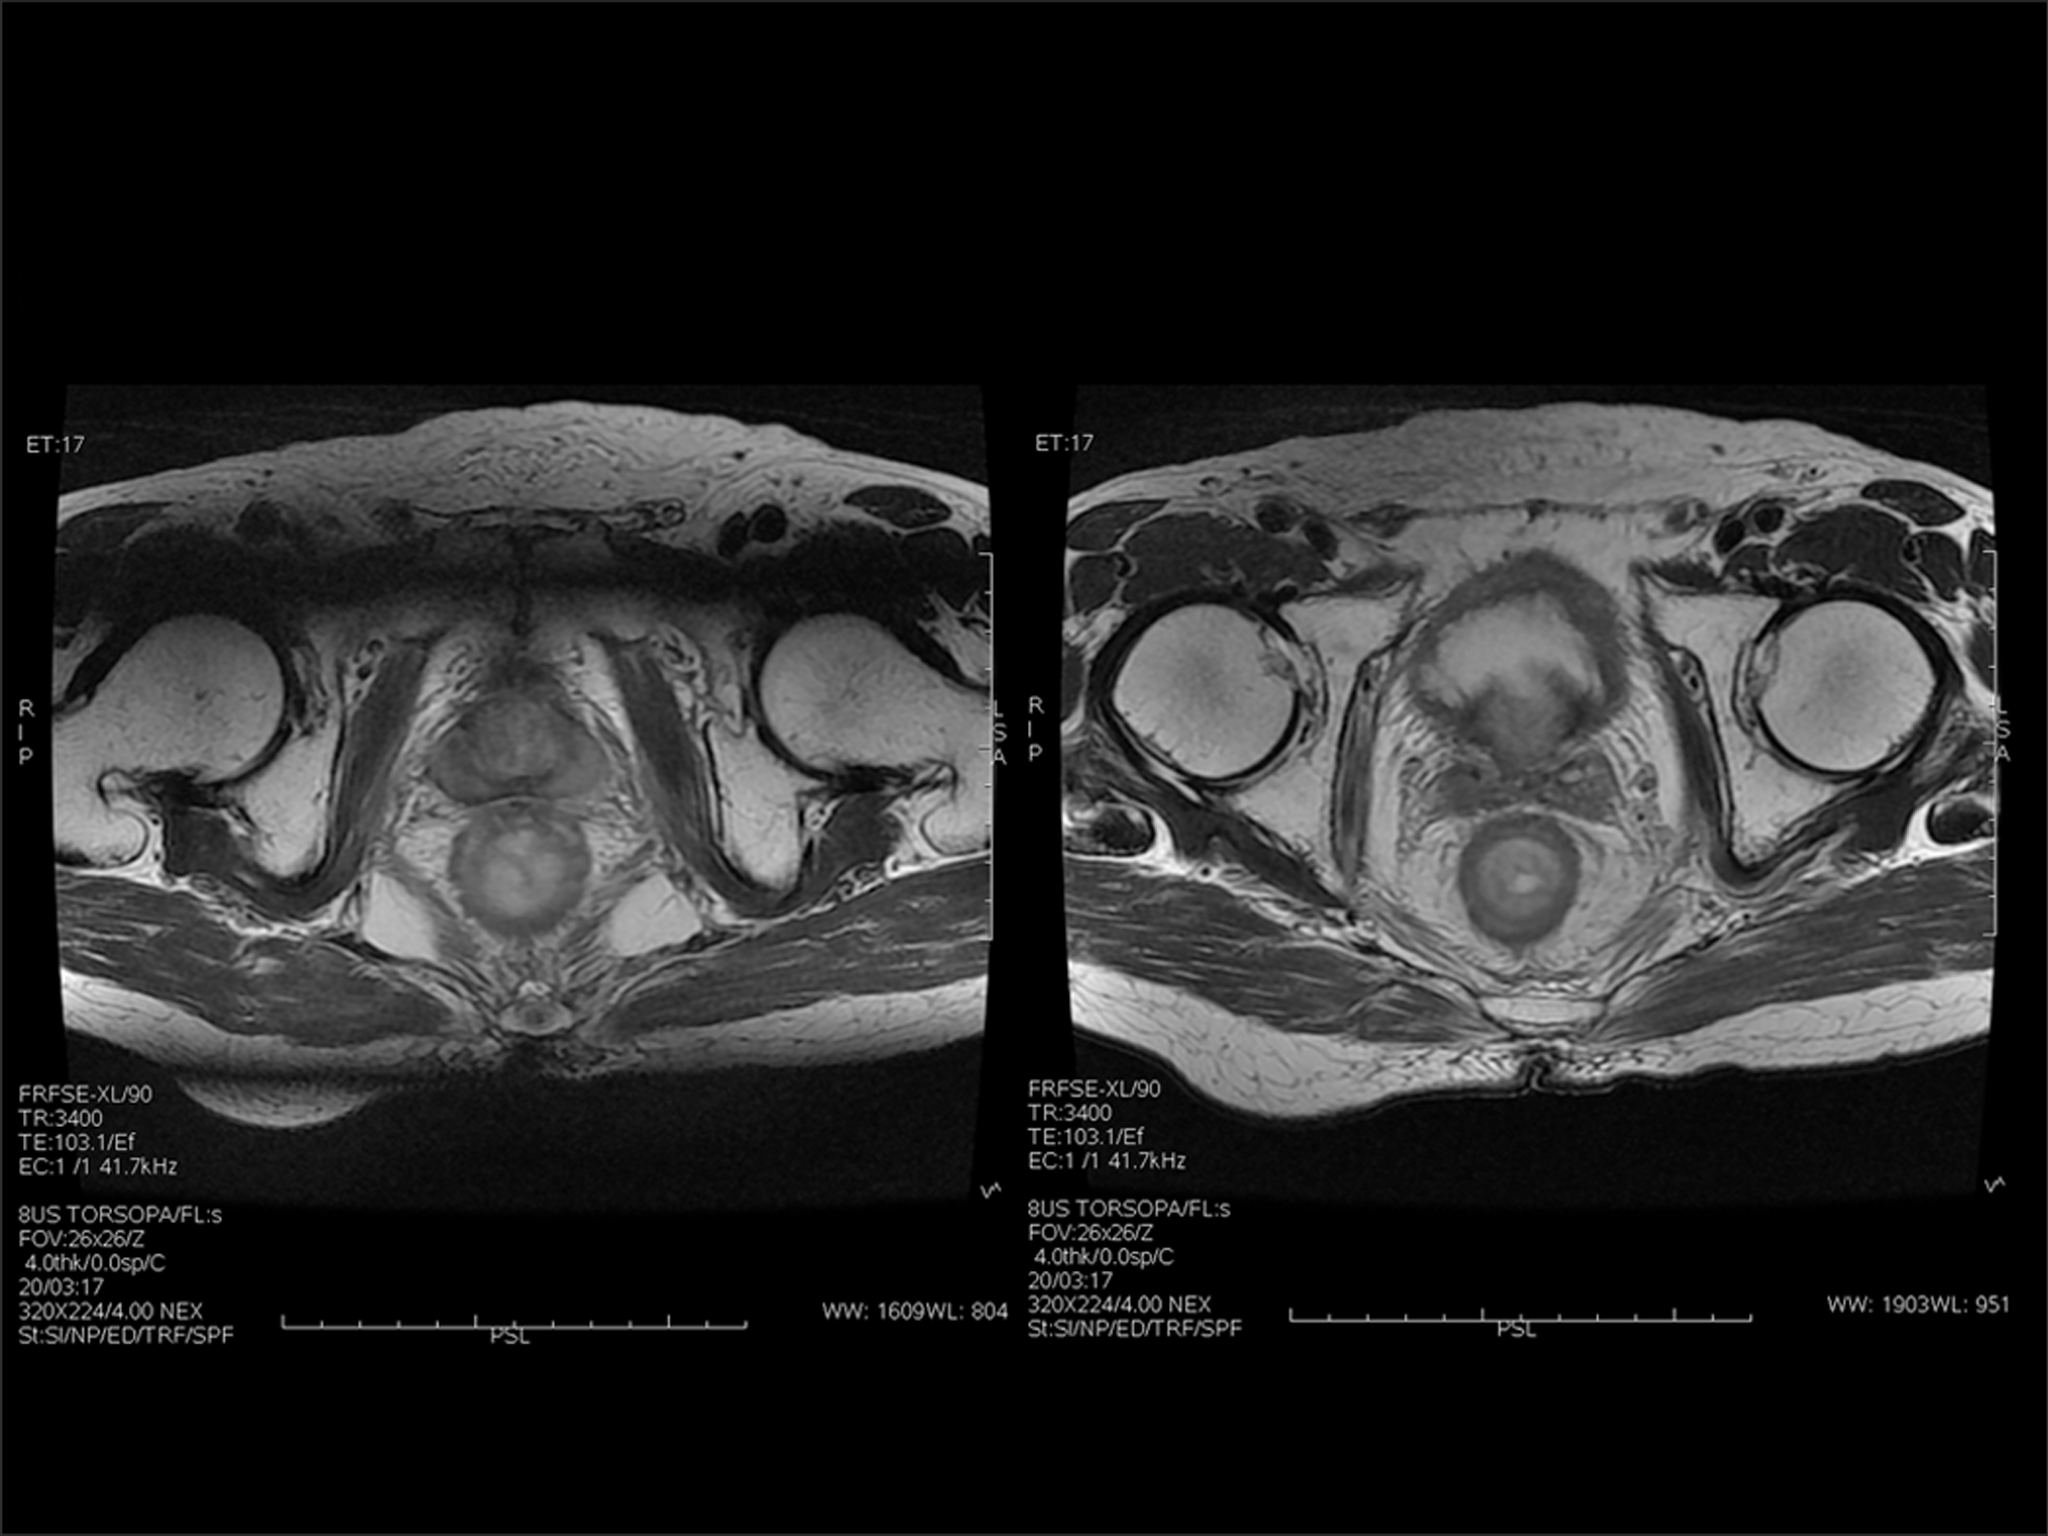 ET:17
R
I
P
L
S
A
FRFSE-XL/90
TR:3400
TE:103.1/Ef
EC:1 /1 41.7kHz
8US TORSOPA/FL:s
FOV:26x26/Z
4.0thk/0.0sp/C
20/03:17
320X224/4.00 NEX
St:SI/NP/ED/TRF/SPF
PSL
WW: 1609WL: 804
ET:17
R
I
P
L
S
A
FRFSE-XL/90
TR:3400
TE:103.1/Ef
EC:1 /1 41.7kHz
8US TORSOPA/FL:s
FOV:26x26/Z
4.0thk/0.0sp/C
20/03:17
320X224/4.00 NEX
St:SI/NP/ED/TRF/SPF
PSL
WW: 1903WL: 951